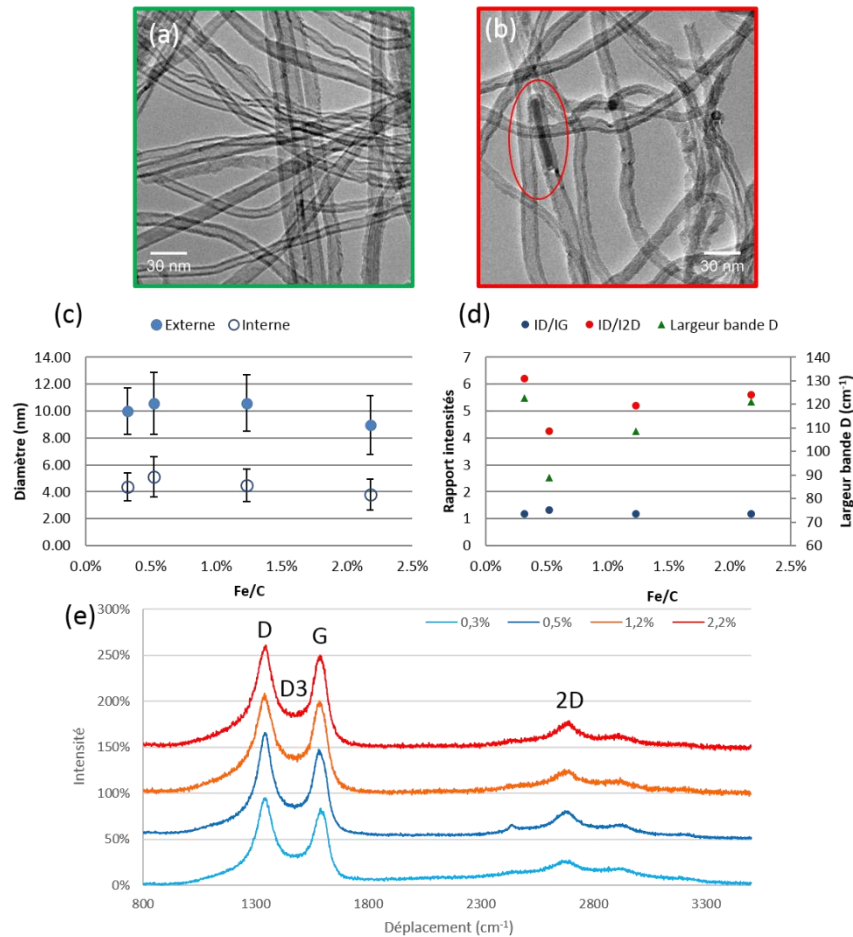 (a)
30 nm
(b)
30 nm
(c)
Externe Interne
14.00
12.00
10.00
8.00
6.00
4.00
2.00
0.00
Diamètre (nm)
0.0% 0.5% 1.0% 1.5% 2.0% 2.5%
Fe/C
(d)
ID/IG ID/I2D Largeur bande D
7
6
5
4
3
2
1
0
Rapport intensités
140
130
120
110
100
90
80
70
60
Largeur bande D (cm-1)
0.0% 0.5% 1.0% 1.5% 2.0% 2.5%
Fe/C
(e)
0,3% 0,5% 1,2% 2,2%
300%
250%
200%
150%
100%
50%
0%
Intensité
D
G
D3
2D
800 1300 1800 2300 2800 3300
Déplacement (cm-1)